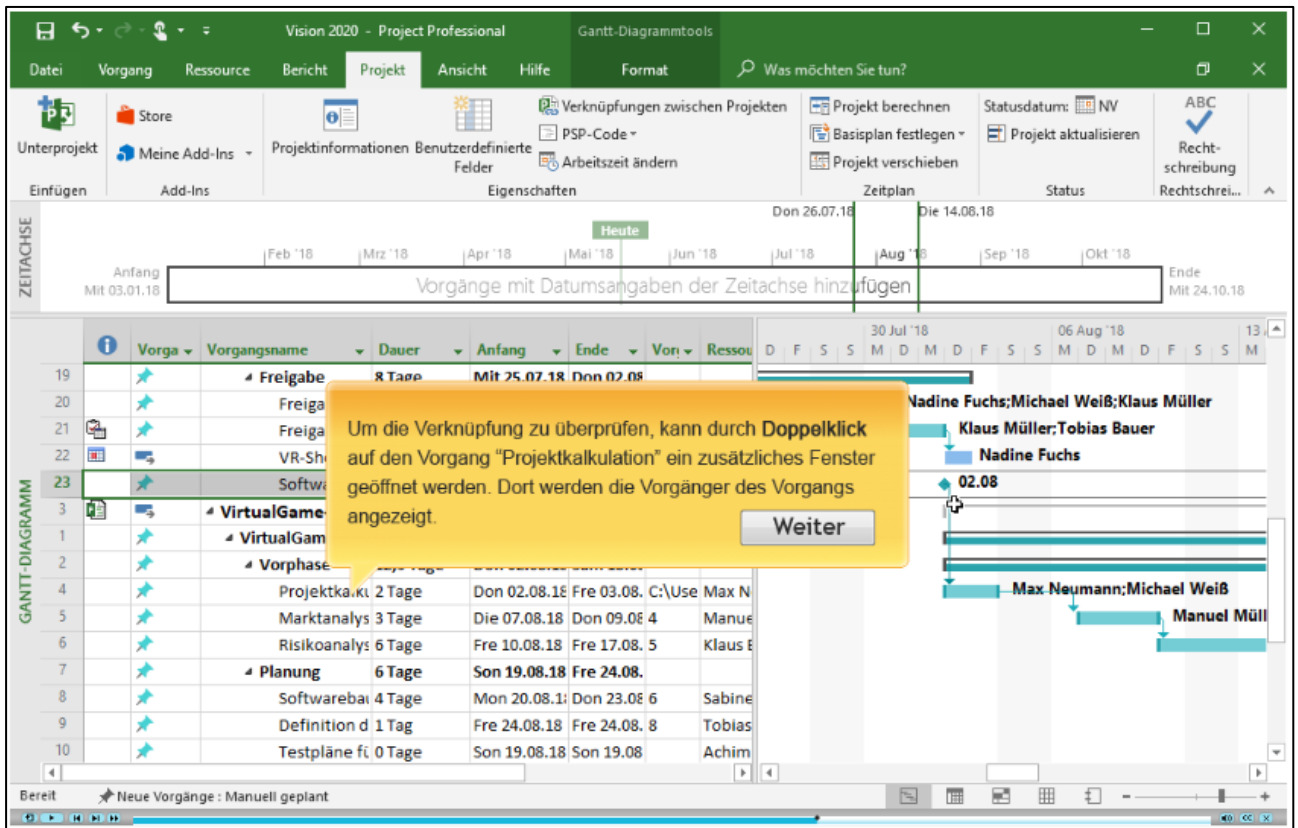 Vision 2020 - Project Professional
Gantt-Diagrammtools
Datei Vorgang Ressource Bericht Projekt Ansicht Hilfe Format Was möchten Sie tun?
Unterprojekt
Einfügen
Store
Meine Add-Ins
Add-Ins
Projektinformationen
Benutzerdefinierte
Felder
Verknüpfungen zwischen Projekten
PSP-Code
Arbeitszeit ändern
Eigenschaften
Projekt berechnen
Basisplan festlegen
Projekt verschieben
Zeitplan
Statusdatum: NV
Projekt aktualisieren
Status
ABC
Recht-
schreibung
Rechtschrei...
ZEITACHSE
Don 26.07.18 Die 14.08.18
Heute
Feb '18 Mrz '18 Apr '18 Mai '18 Jun '18 Jul '18 Aug '18 Sep '18 Okt '18
Anfang
Mit 03.01.18
Vorgänge mit Datumsangaben der Zeitachse hinzufügen
Ende
Mit 24.10.18
GANTT-DIAGRAMM
Vorga Vorgangsname Dauer Anfang Ende Vorg Ressou
30 Jul '18 06 Aug '18 13
D F S S M D M D F S S M D M D F S S M
19 Freigabe 8 Tage Mit 25.07.18 Don 02.08
20 Freiga Nadine Fuchs;Michael Weiß;Klaus Müller
21 Freiga Klaus Müller;Tobias Bauer
22 VR-Sh Nadine Fuchs
23 Softwa 02.08
3 VirtualGame-
1 VirtualGam
2 Vorphase
4 Projektkalku 2 Tage Don 02.08.18 Fre 03.08. C:\Use Max N Max Neumann;Michael Weiß
5 Marktanalys 3 Tage Die 07.08.18 Don 09.08 4 Manue Manuel Müll
6 Risikoanalys 6 Tage Fre 10.08.18 Fre 17.08. 5 Klaus B
7 Planung 6 Tage Son 19.08.18 Fre 24.08.
8 Softwarebau 4 Tage Mon 20.08.18 Don 23.08 6 Sabine
9 Definition d 1 Tag Fre 24.08.18 Fre 24.08. 8 Tobias
10 Testpläne fü 0 Tage Son 19.08.18 Son 19.08 Achim
Um die Verknüpfung zu überprüfen, kann durch Doppelklick
auf den Vorgang "Projektkalkulation" ein zusätzliches Fenster
geöffnet werden. Dort werden die Vorgänger des Vorgangs
angezeigt.
Weiter
Bereit Neue Vorgänge : Manuell geplant
CC